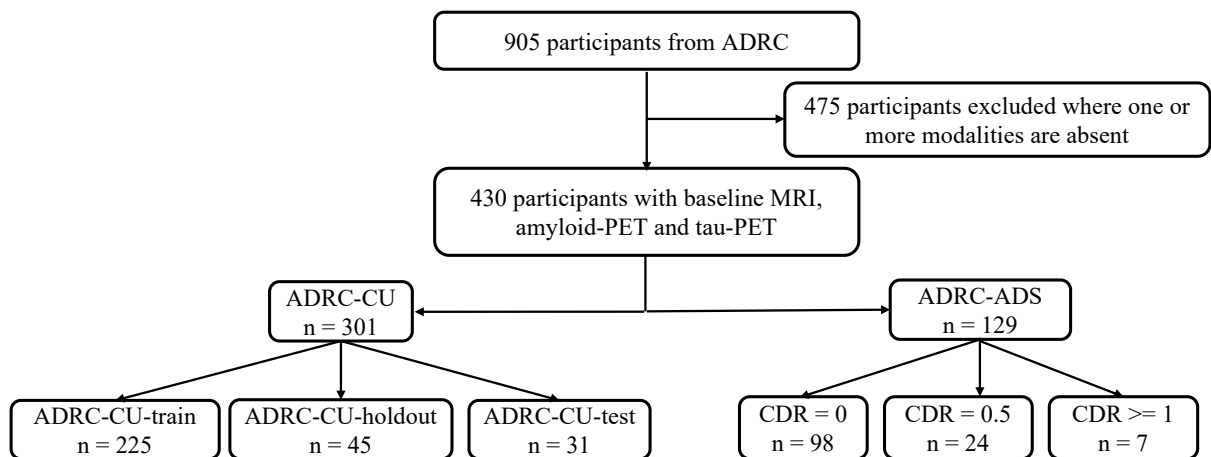 905 participants from ADRC
475 participants excluded where one or
more modalities are absent
430 participants with baseline MRI,
amyloid-PET and tau-PET
ADRC-CU
n = 301
ADRC-ADS
n = 129
ADRC-CU-train
n = 225
ADRC-CU-holdout
n = 45
ADRC-CU-test
n = 31
CDR = 0
n = 98
CDR = 0.5
n = 24
CDR >= 1
n = 7